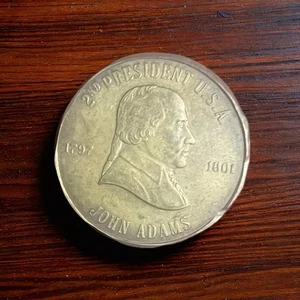 2ND PRESIDENT U.S.A.
1797
1801
JOHN ADAMS